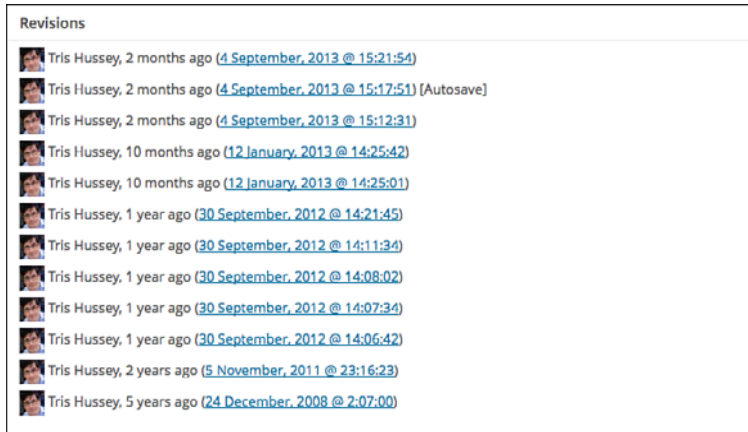 Revisions
Tris Hussey, 2 months ago (4 September, 2013 @ 15:21:54)
Tris Hussey, 2 months ago (4 September, 2013 @ 15:17:51) [Autosave]
Tris Hussey, 2 months ago (4 September, 2013 @ 15:12:31)
Tris Hussey, 10 months ago (12 January, 2013 @ 14:25:42)
Tris Hussey, 10 months ago (12 January, 2013 @ 14:25:01)
Tris Hussey, 1 year ago (30 September, 2012 @ 14:21:45)
Tris Hussey, 1 year ago (30 September, 2012 @ 14:11:34)
Tris Hussey, 1 year ago (30 September, 2012 @ 14:08:02)
Tris Hussey, 1 year ago (30 September, 2012 @ 14:07:34)
Tris Hussey, 1 year ago (30 September, 2012 @ 14:06:42)
Tris Hussey, 2 years ago (5 November, 2011 @ 23:16:23)
Tris Hussey, 5 years ago (24 December, 2008 @ 2:07:00)